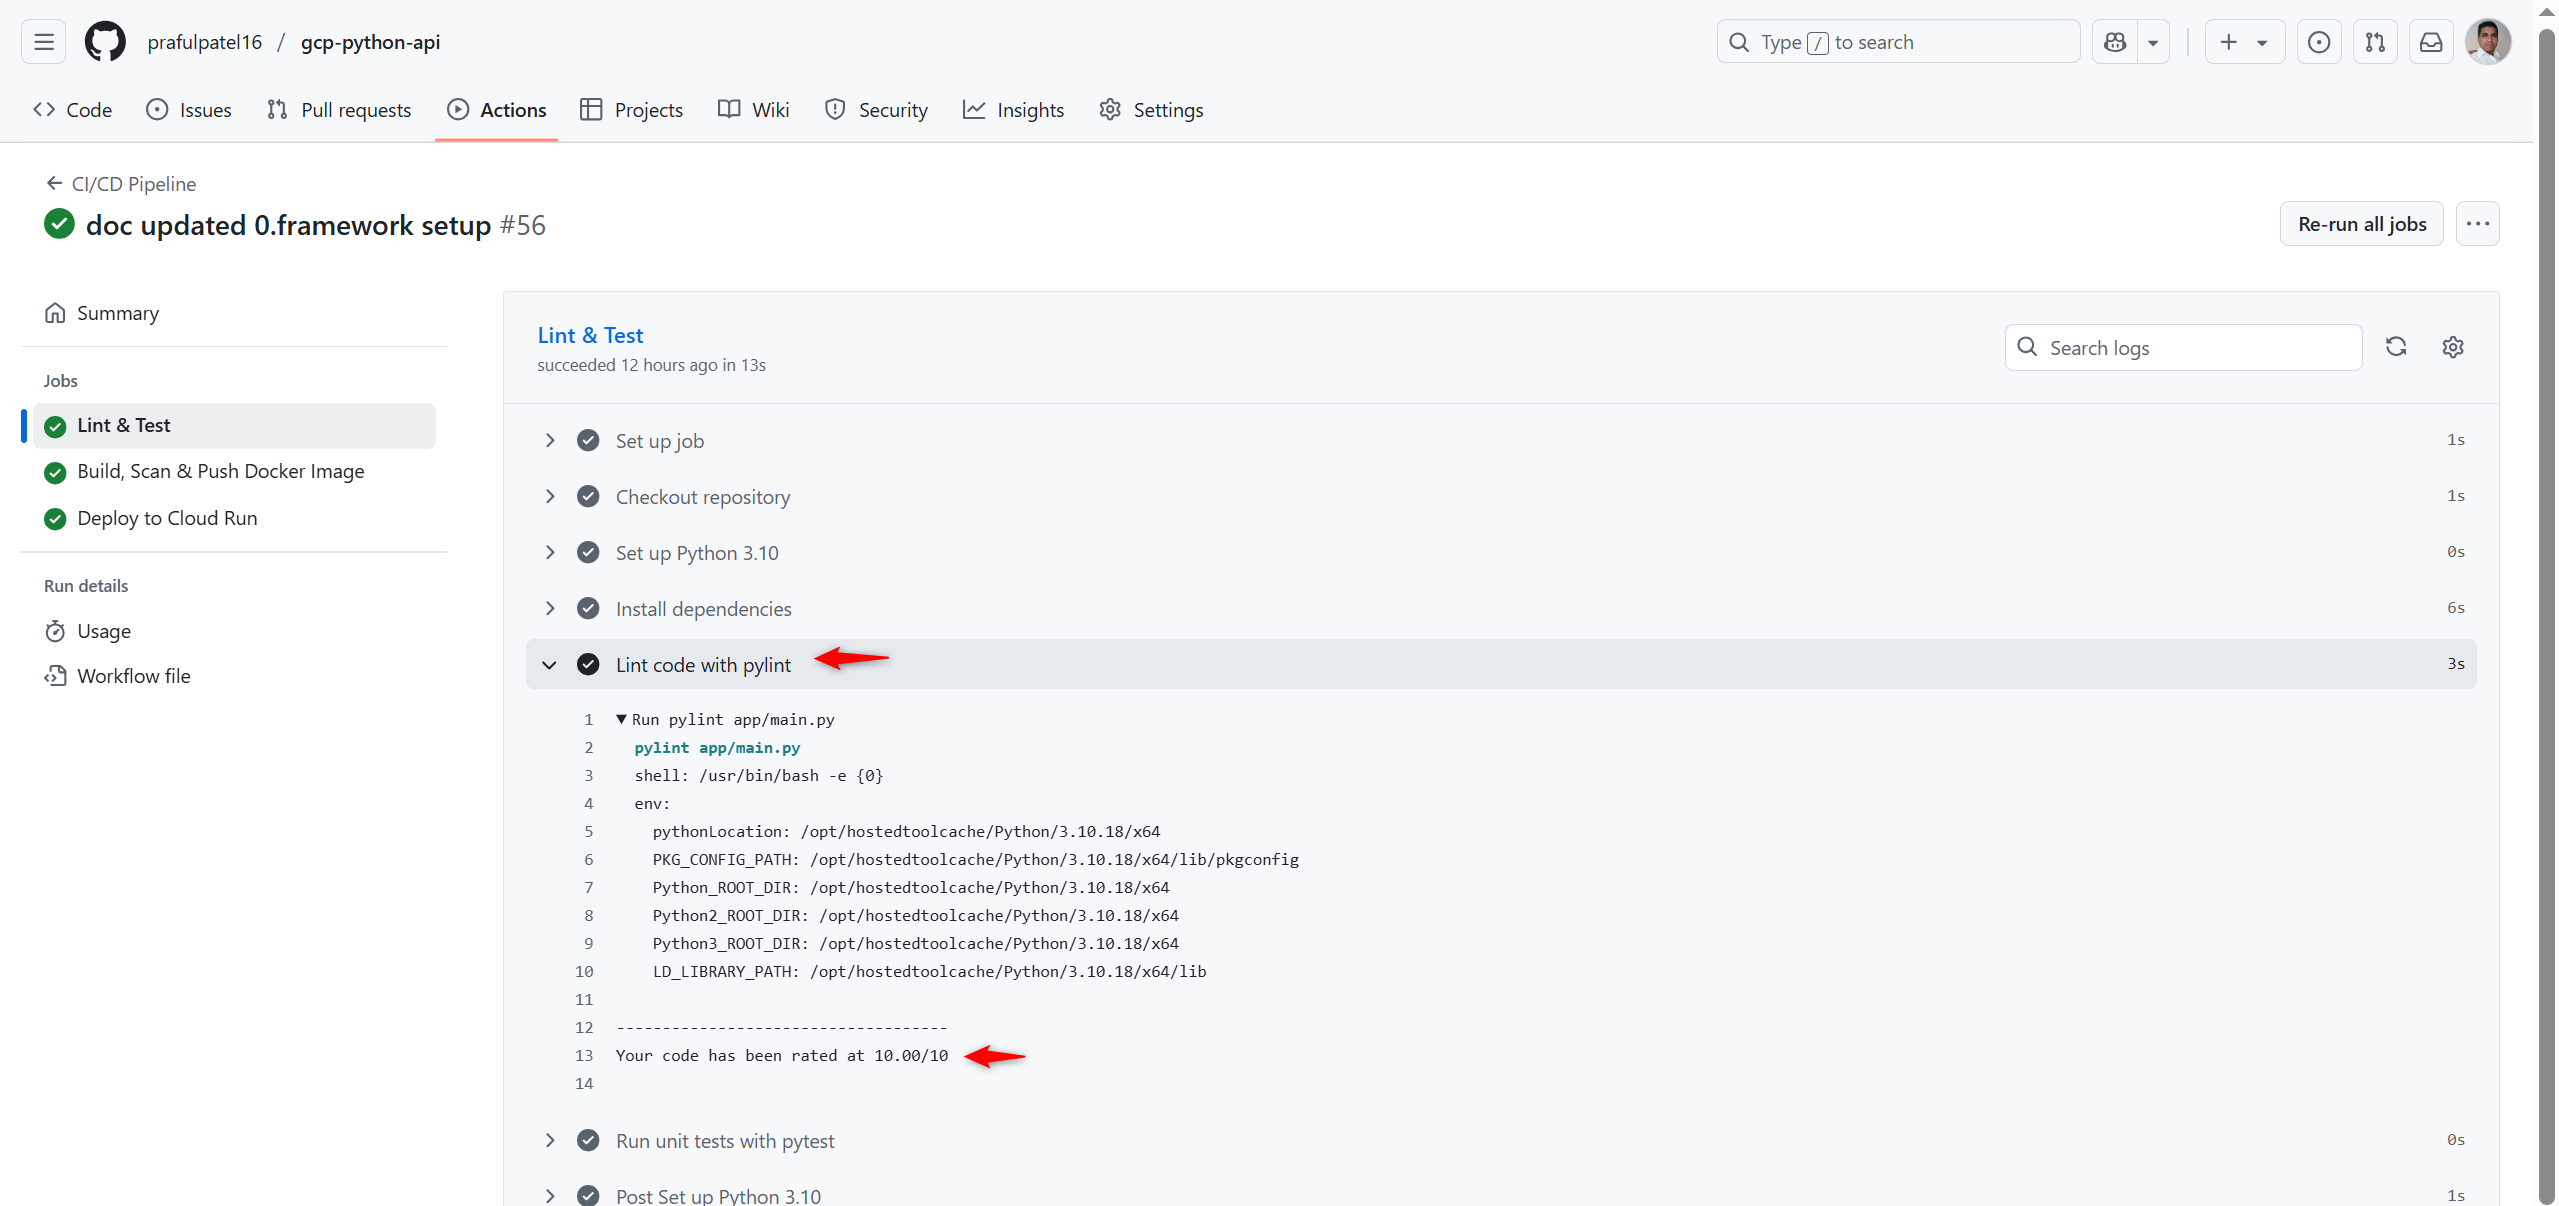 prafulpatel16 / gcp-python-api
Type / to search
Code Issues Pull requests Actions Projects Wiki Security Insights Settings
CI/CD Pipeline
doc updated 0.framework setup #56
Re-run all jobs
Summary
Jobs
Lint & Test
Build, Scan & Push Docker Image
Deploy to Cloud Run
Run details
Usage
Workflow file
Lint & Test
succeeded 12 hours ago in 13s
Search logs
Set up job 1s
Checkout repository 1s
Set up Python 3.10 0s
Install dependencies 6s
Lint code with pylint 3s
1 ▼ Run pylint app/main.py
2 pylint app/main.py
3 shell: /usr/bin/bash -e {0}
4 env:
5 pythonLocation: /opt/hostedtoolcache/Python/3.10.18/x64
6 PKG_CONFIG_PATH: /opt/hostedtoolcache/Python/3.10.18/x64/lib/pkgconfig
7 Python_ROOT_DIR: /opt/hostedtoolcache/Python/3.10.18/x64
8 Python2_ROOT_DIR: /opt/hostedtoolcache/Python/3.10.18/x64
9 Python3_ROOT_DIR: /opt/hostedtoolcache/Python/3.10.18/x64
10 LD_LIBRARY_PATH: /opt/hostedtoolcache/Python/3.10.18/x64/lib
11
12 ------------------------------------
13 Your code has been rated at 10.00/10
14
Run unit tests with pytest 0s
Post Set up Python 3.10 1s